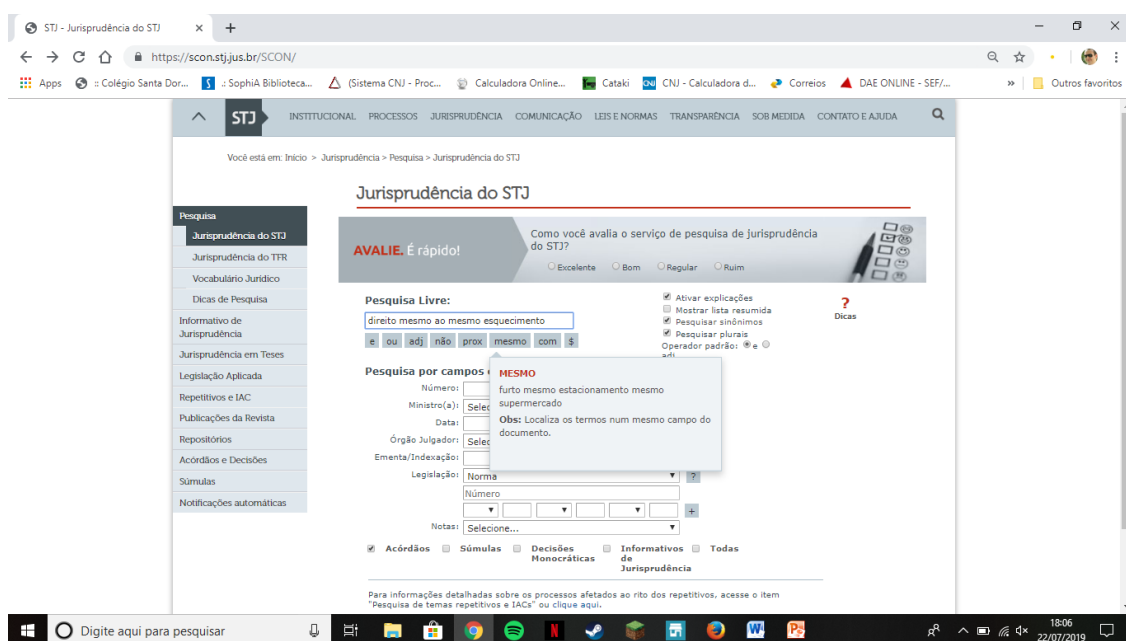 STJ - Jurisprudência do STJ
https://scon.stj.jus.br/SCON/
Apps :: Colégio Santa Dor... .: SophiA Biblioteca... (Sistema CNJ - Proc... Calculadora Online... Cataki CNJ - Calculadora d... Correios DAE ONLINE - SEF/... » Outros favoritos
STJ INSTITUCIONAL PROCESSOS JURISPRUDÊNCIA COMUNICAÇÃO LEIS E NORMAS TRANSPARÊNCIA SOB MEDIDA CONTATO E AJUDA
Você está em: Início > Jurisprudência > Pesquisa > Jurisprudência do STJ
Jurisprudência do STJ
Pesquisa
Jurisprudência do STJ
Jurisprudência do TFR
Vocabulário Jurídico
Dicas de Pesquisa
Informativo de
Jurisprudência
Jurisprudência em Teses
Legislação Aplicada
Repetitivos e IAC
Publicações da Revista
Repositórios
Acórdãos e Decisões
Súmulas
Notificações automáticas
AVALIE. É rápido!
Como você avalia o serviço de pesquisa de jurisprudência
do STJ?
Excelente Bom Regular Ruim
Pesquisa Livre:
direito mesmo ao mesmo esquecimento
e ou adj não prox mesmo com $
Ativar explicações
Mostrar lista resumida
Pesquisar sinônimos
Pesquisar plurais
Operador padrão: e
adj
?
Dicas
Pesquisa por campos
MESMO
furto mesmo estacionamento mesmo
supermercado
Obs: Localiza os termos num mesmo campo do
documento.
Número:
Ministro(a): Selec
Data:
Órgão Julgador: Selec
Ementa/Indexação:
Legislação: Norma ?
Número
+
Notas: Selecione...
Acórdãos Súmulas Decisões Informativos Todas
Monocráticas de
Jurisprudência
Para informações detalhadas sobre os processos afetados ao rito dos repetitivos, acesse o item
"Pesquisa de temas repetitivos e IACs" ou clique aqui.
Digite aqui para pesquisar
18:06
22/07/2019